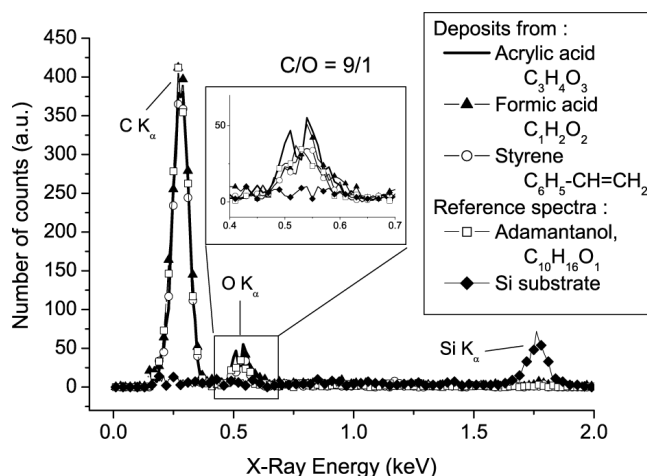 C/O = 9/1
C Kα
O Kα
Si Kα
Number of counts (a.u.)
450
400
350
300
250
200
150
100
50
0
0.0
0.5
1.0
1.5
2.0
X-Ray Energy (keV)
50
0
0.4
0.5
0.6
0.7
Deposits from :
Acrylic acid
C₃H₄O₃
Formic acid
C₁H₂O₂
Styrene
C₆H₅-CH=CH₂
Reference spectra :
Adamantanol,
C₁₀H₁₆O₁
Si substrate